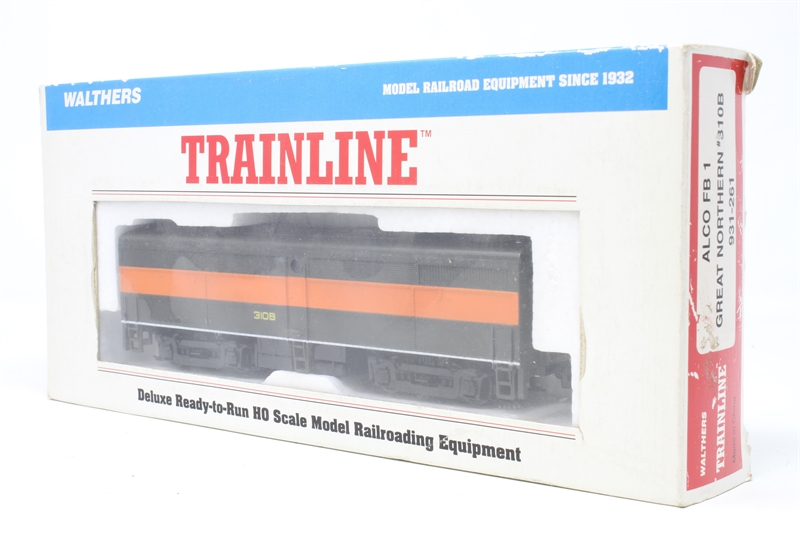 WALTHERS
MODEL RAILROAD EQUIPMENT SINCE 1932
TRAINLINE™
310B
Deluxe Ready-to-Run HO Scale Model Railroading Equipment
ALCO FB 1
GREAT NORTHERN #310B
931-261
WALTHERS
TRAINLINE